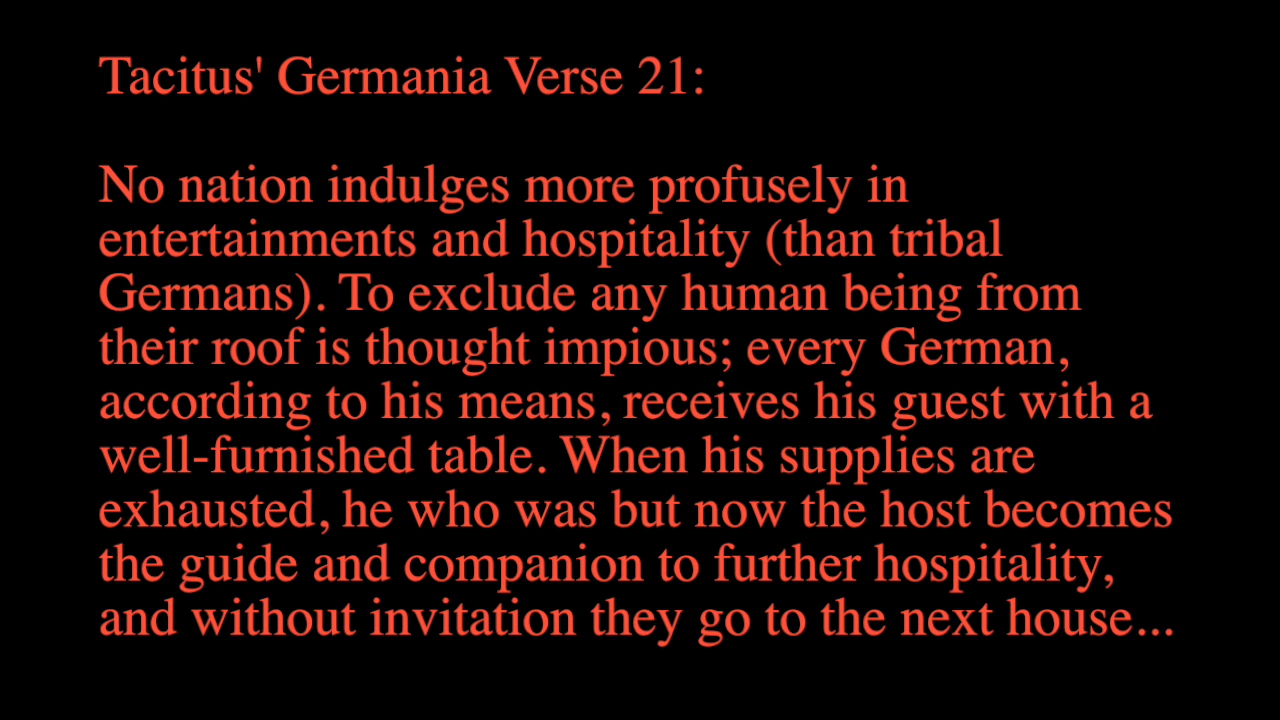 Tacitus' Germania Verse 21:
No nation indulges more profusely in
entertainments and hospitality (than tribal
Germans). To exclude any human being from
their roof is thought impious; every German,
according to his means, receives his guest with a
well-furnished table. When his supplies are
exhausted, he who was but now the host becomes
the guide and companion to further hospitality,
and without invitation they go to the next house...